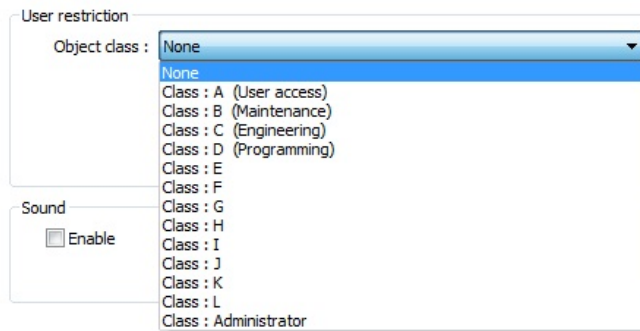 User restriction
Object class : None
None
Class : A (User access)
Class : B (Maintenance)
Class : C (Engineering)
Class : D (Programming)
Class : E
Class : F
Class : G
Class : H
Class : I
Class : J
Class : K
Class : L
Class : Administrator
Sound
Enable